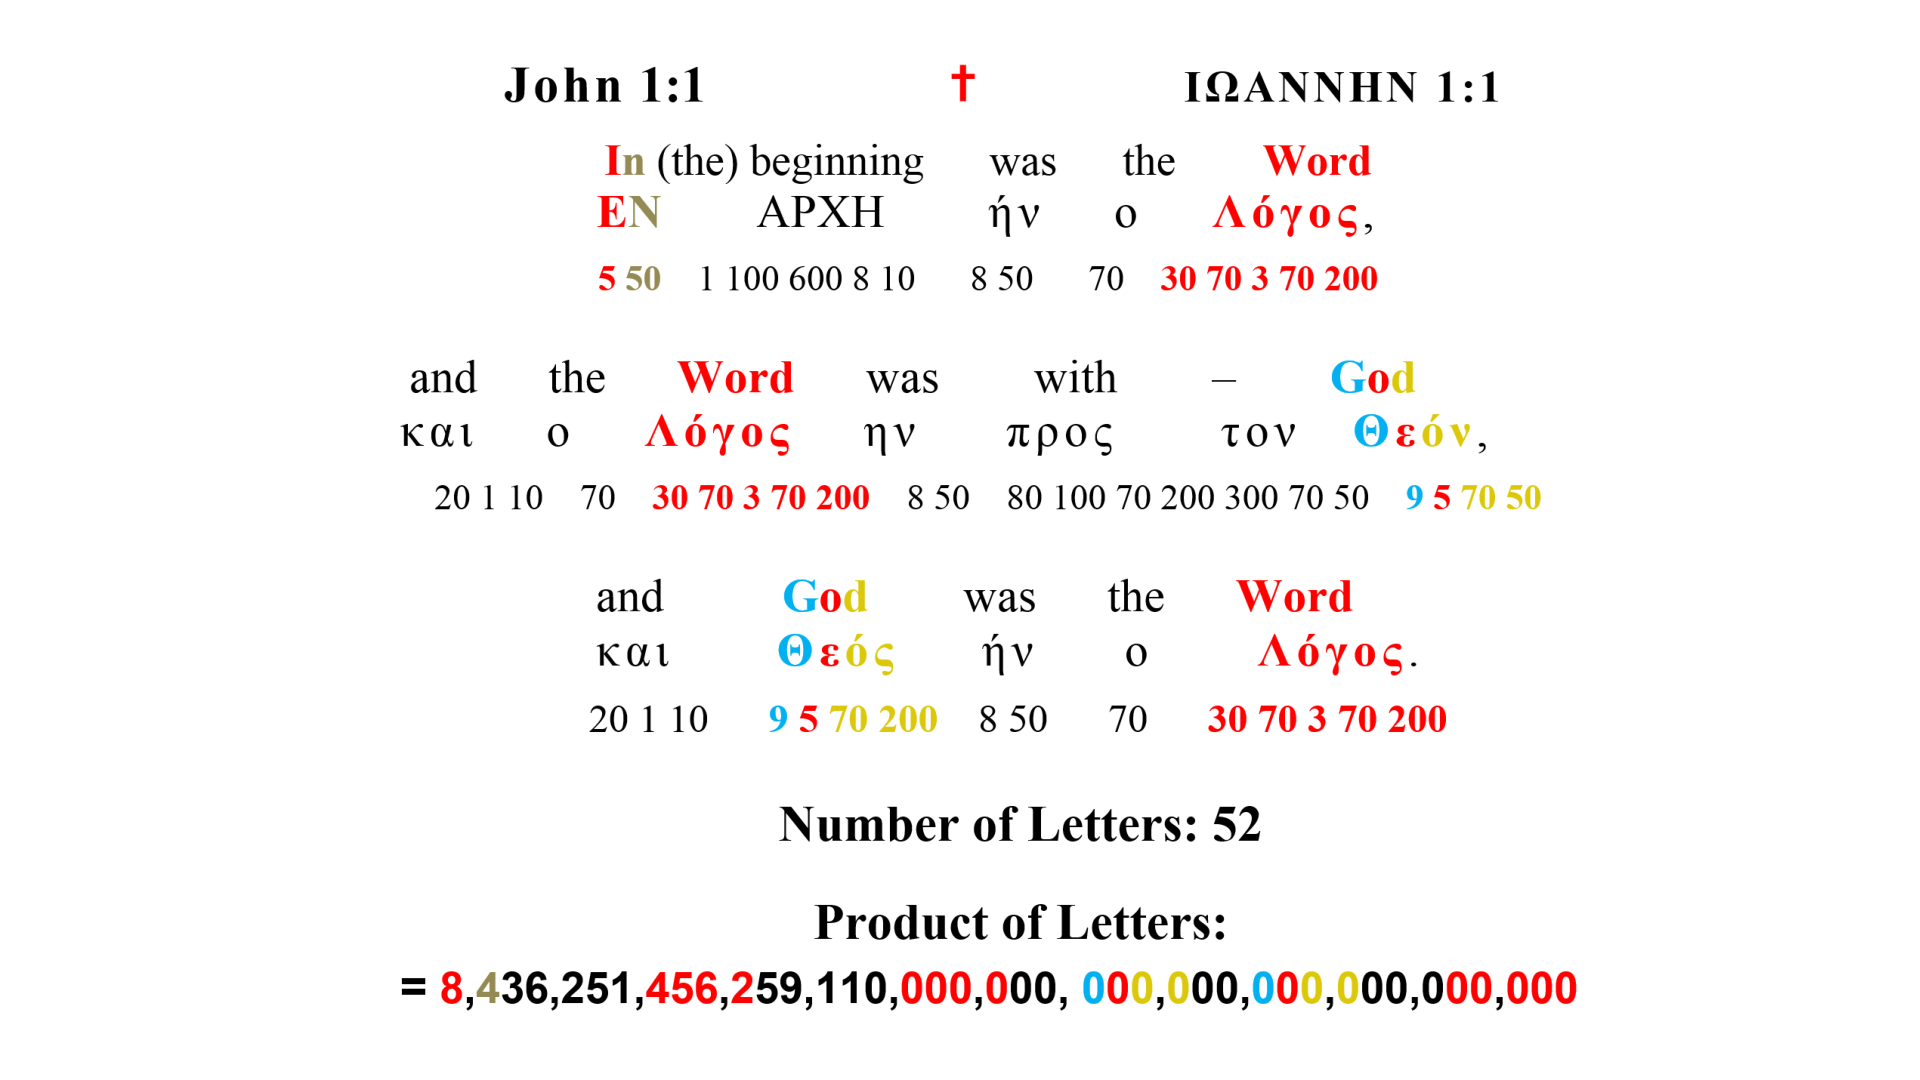 John 1:1 ✝ ΙΩΑΝΝΗΝ 1:1
In (the) beginning was the Word
ΕΝ ΑΡΧΗ ήν ο Λόγος,
5 50 1 100 600 8 10 8 50 70 30 70 3 70 200
and the Word was with – God
και ο Λόγος ην προς τον Θεόν,
20 1 10 70 30 70 3 70 200 8 50 80 100 70 200 300 70 50 9 5 70 50
and God was the Word
και Θεός ήν ο Λόγος.
20 1 10 9 5 70 200 8 50 70 30 70 3 70 200
Number of Letters: 52
Product of Letters:
= 8,436,251,456,259,110,000,000, 000,000,000,000,000,000